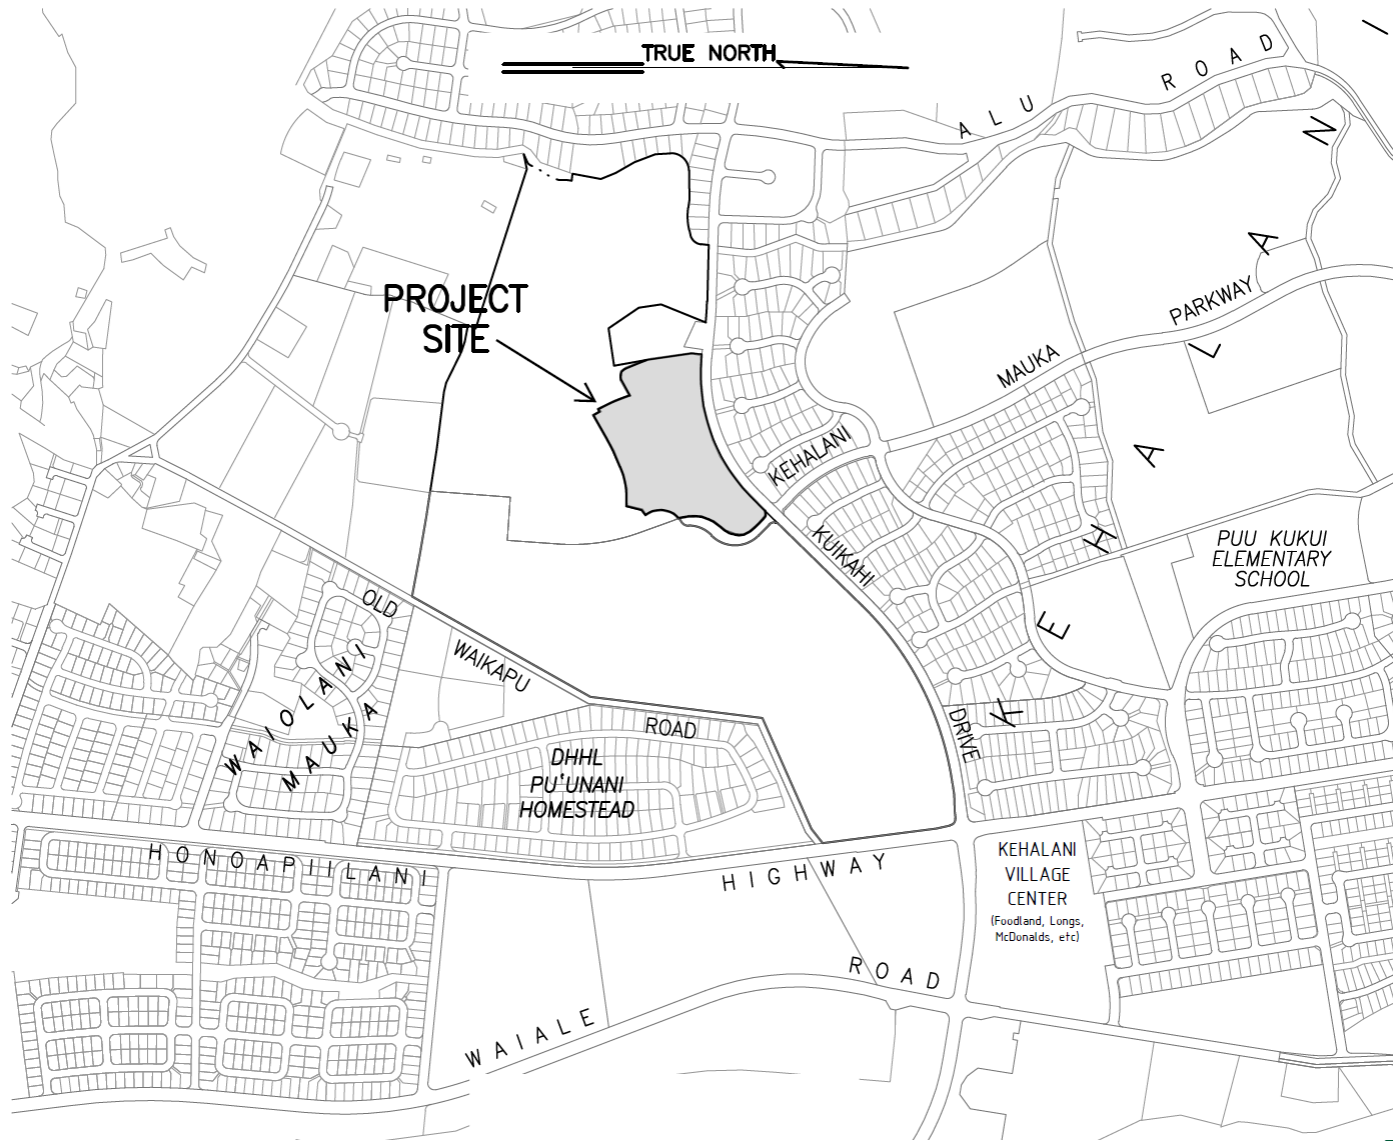 TRUE NORTH
ALU ROAD
PROJECT
SITE
MAUKA PARKWAY
KEHALANI
KUIKAHI
DRIVE
KEHALANI
PUU KUKUI
ELEMENTARY
SCHOOL
OLD
WAIKAPU
ROAD
WAIOLANI
MAUKA
DHHL
PU'UNANI
HOMESTEAD
HONOAPIILANI
HIGHWAY
KEHALANI
VILLAGE
CENTER
(Foodland, Longs,
McDonalds, etc)
WAIALE
ROAD